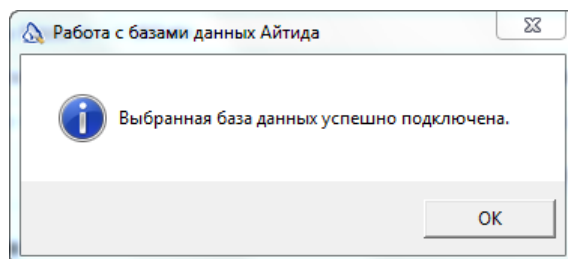 Работа с базами данных Айтида
Выбранная база данных успешно подключена.
OK